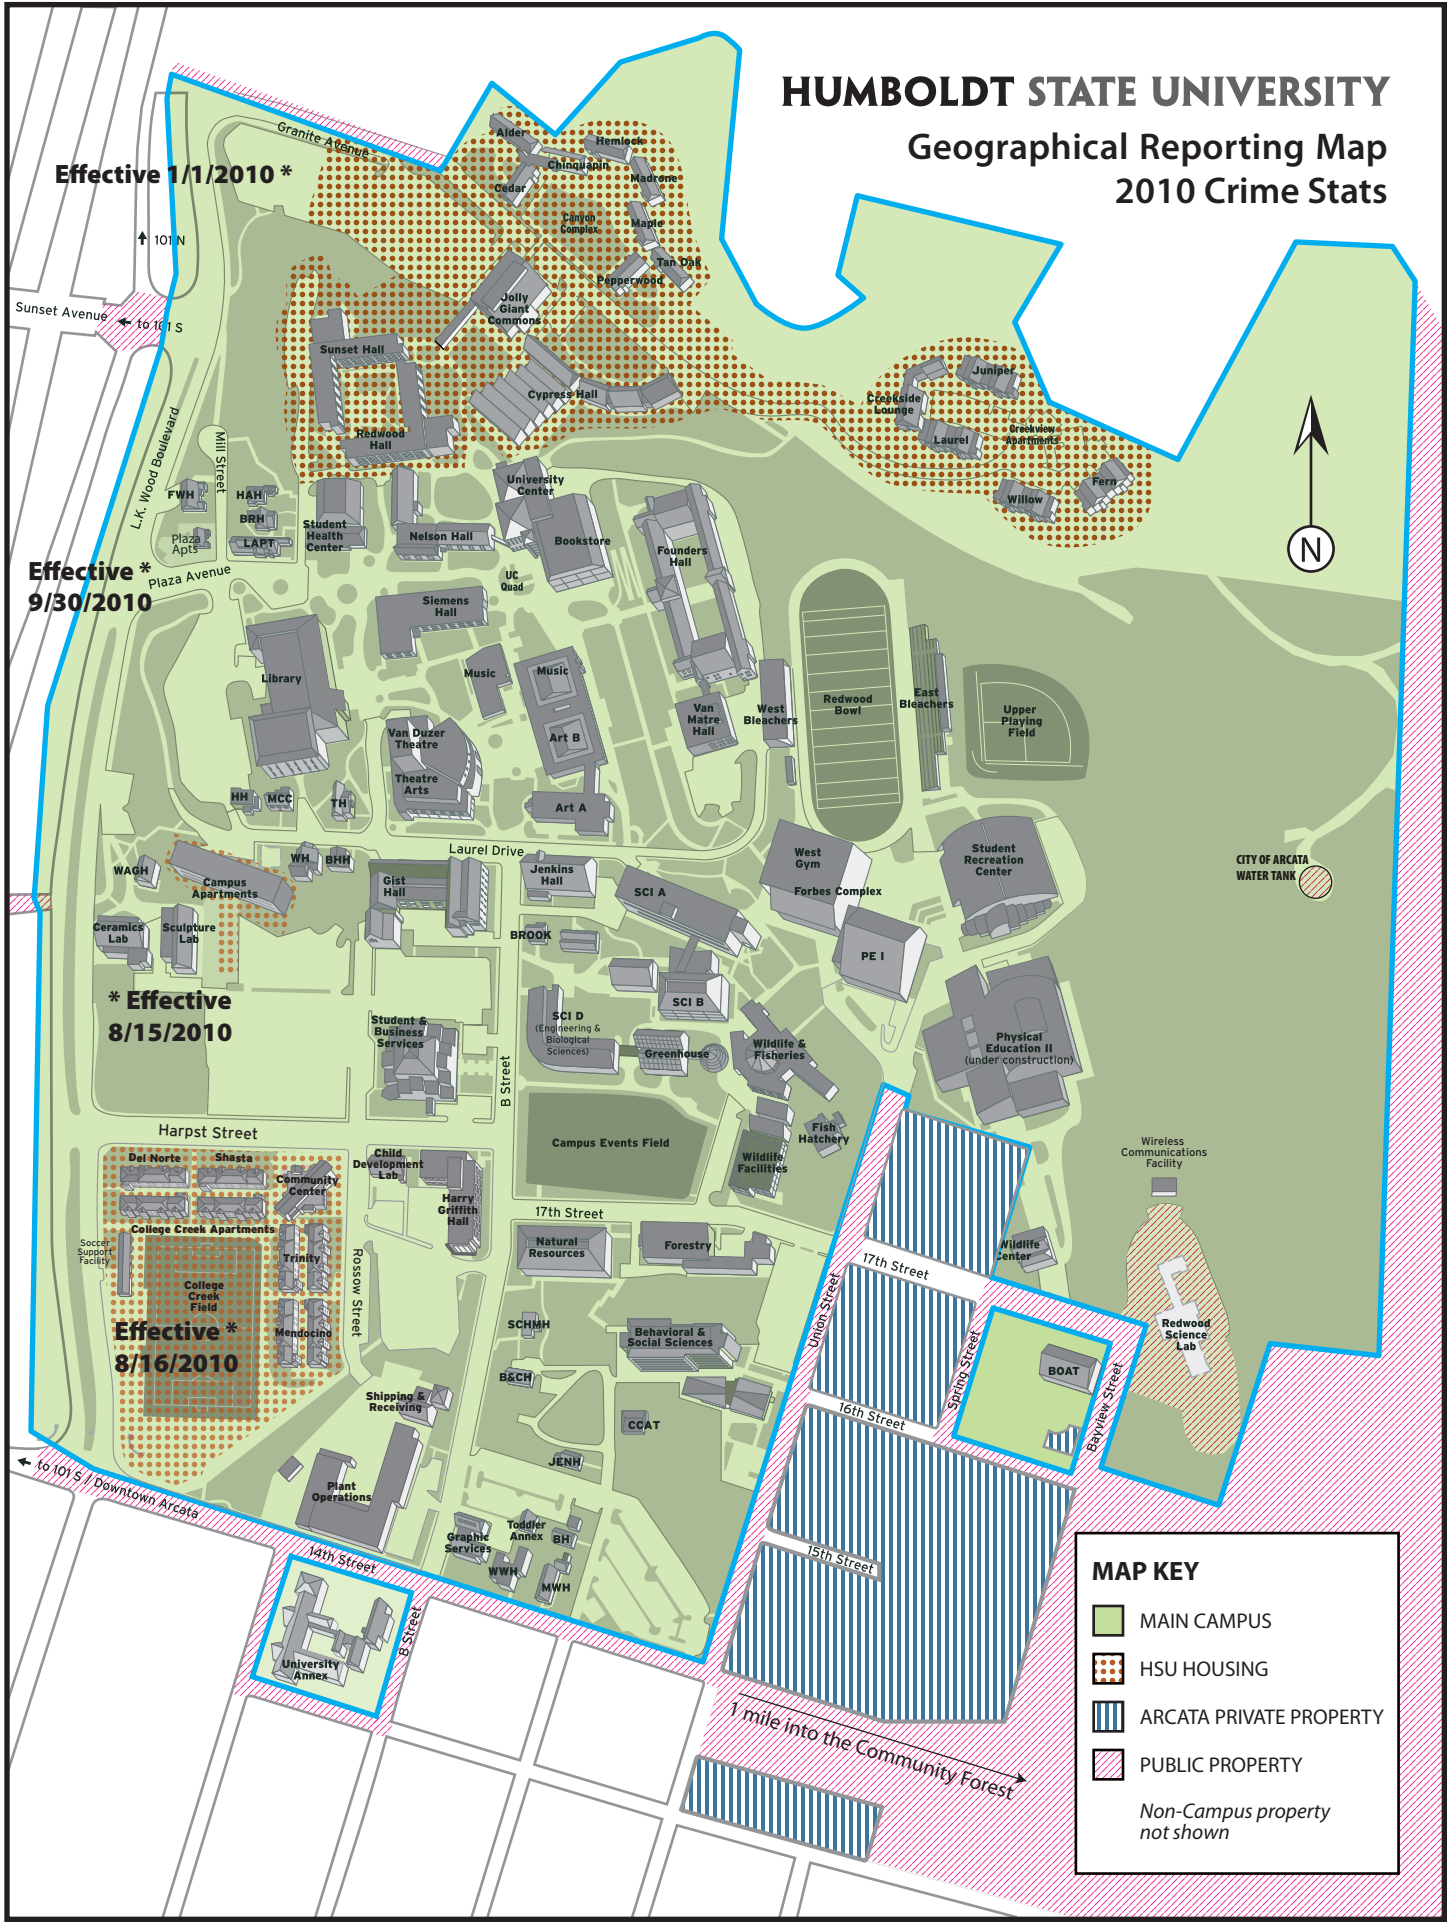 HUMBOLDT STATE UNIVERSITY
Geographical Reporting Map
2010 Crime Stats
Granite Avenue
Effective 1/1/2010 *
101 N
Sunset Avenue
to 101 S
Alder
Hemlock
Chinquapin
Cedar
Madrone
Canyon
Complex
Maple
Tan Oak
Pepperwood
Jolly
Giant
Commons
Sunset Hall
Cypress Hall
Redwood
Hall
Juniper
Creekside
Lounge
Laurel
Creekview
Apartments
Fern
Willow
L.K. Wood Boulevard
Mill Street
FWH
HAH
BRH
Plaza
Apts
LAPT
Student
Health
Center
Nelson Hall
University
Center
Bookstore
Founders
Hall
N
Effective *
9/30/2010
Plaza Avenue
UC
Quad
Siemens
Hall
Library
Music
Music
Art B
Van
Matre
Hall
West
Bleachers
Redwood
Bowl
East
Bleachers
Upper
Playing
Field
Van Duzer
Theatre
Theatre
Arts
HH
MCC
TH
Art A
Laurel Drive
WAGH
Campus
Apartments
WH
BHH
Gist
Hall
Jenkins
Hall
SCI A
West
Gym
Forbes Complex
Student
Recreation
Center
CITY OF ARCATA
WATER TANK
Ceramics
Lab
Sculpture
Lab
BROOK
PE I
* Effective
8/15/2010
SCI B
Student &
Business
Services
SCI D
(Engineering &
Biological
Sciences)
Greenhouse
Wildlife &
Fisheries
Physical
Education II
(under construction)
B Street
Harpst Street
Campus Events Field
Fish
Hatchery
Wildlife
Facilities
Wireless
Communications
Facility
Del Norte
Shasta
Community
Center
Child
Development
Lab
Harry
Griffith
Hall
College Creek Apartments
17th Street
Soccer
Support
Facility
Trinity
Rossow Street
Natural
Resources
Forestry
Wildlife
Center
17th Street
College
Creek
Field
Union Street
Effective *
8/16/2010
Mendocino
SCHMH
Behavioral &
Social Sciences
Spring Street
Redwood
Science
Lab
B&CH
BOAT
Bayview Street
Shipping &
Receiving
CCAT
16th Street
JENH
to 101 S / Downtown Arcata
Plant
Operations
Graphic
Services
Toddler
Annex
BH
WWH
MWH
15th Street
14th Street
B Street
University
Annex
1 mile into the Community Forest
MAP KEY
MAIN CAMPUS
HSU HOUSING
ARCATA PRIVATE PROPERTY
PUBLIC PROPERTY
Non-Campus property
not shown